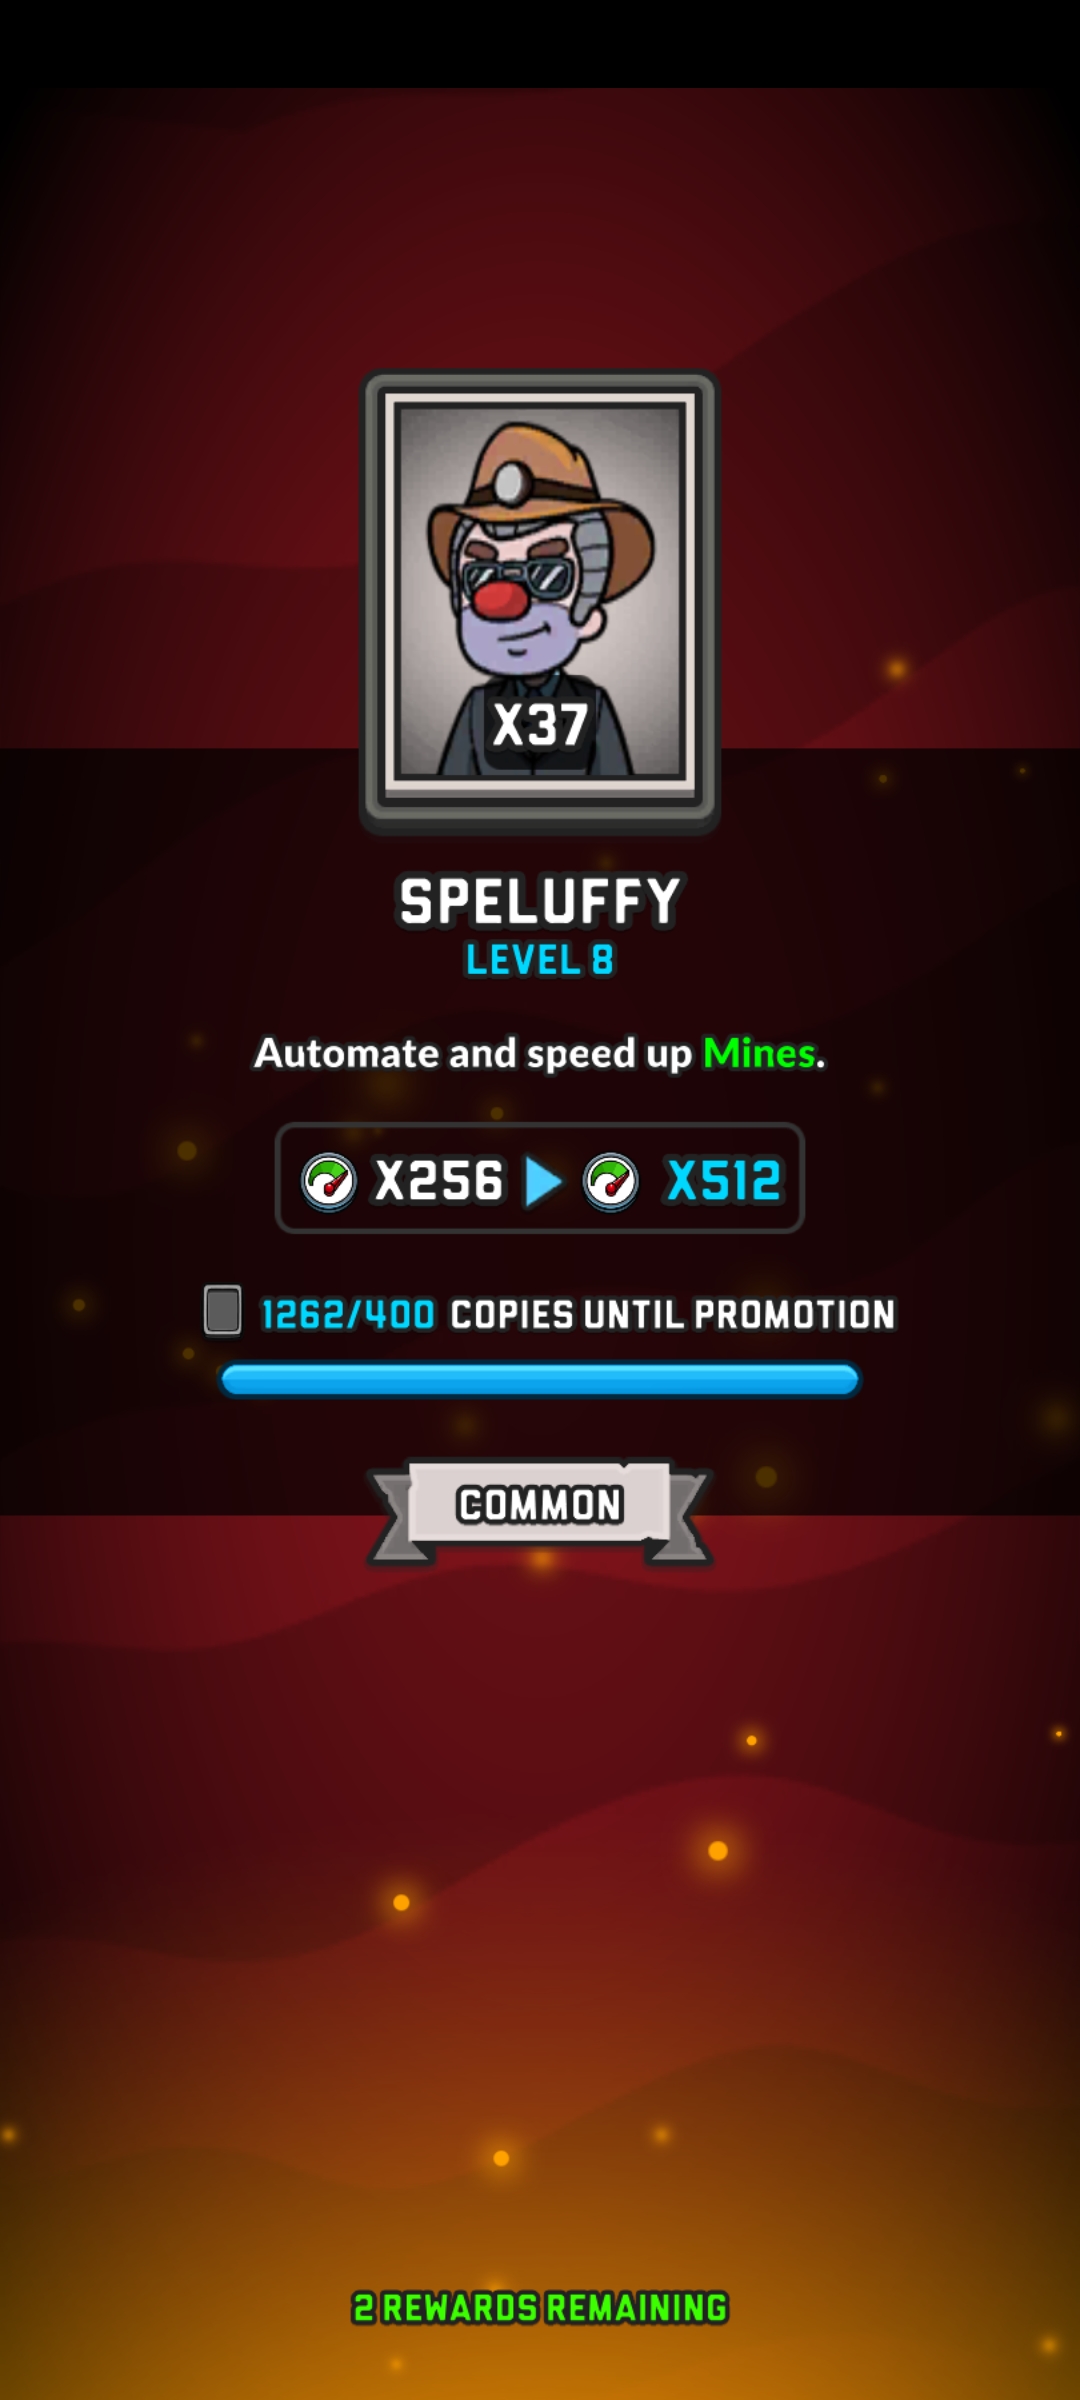 X37
SPELUFFY
LEVEL 8
Automate and speed up Mines.
X256 X512
1262/400 COPIES UNTIL PROMOTION
COMMON
2 REWARDS REMAINING